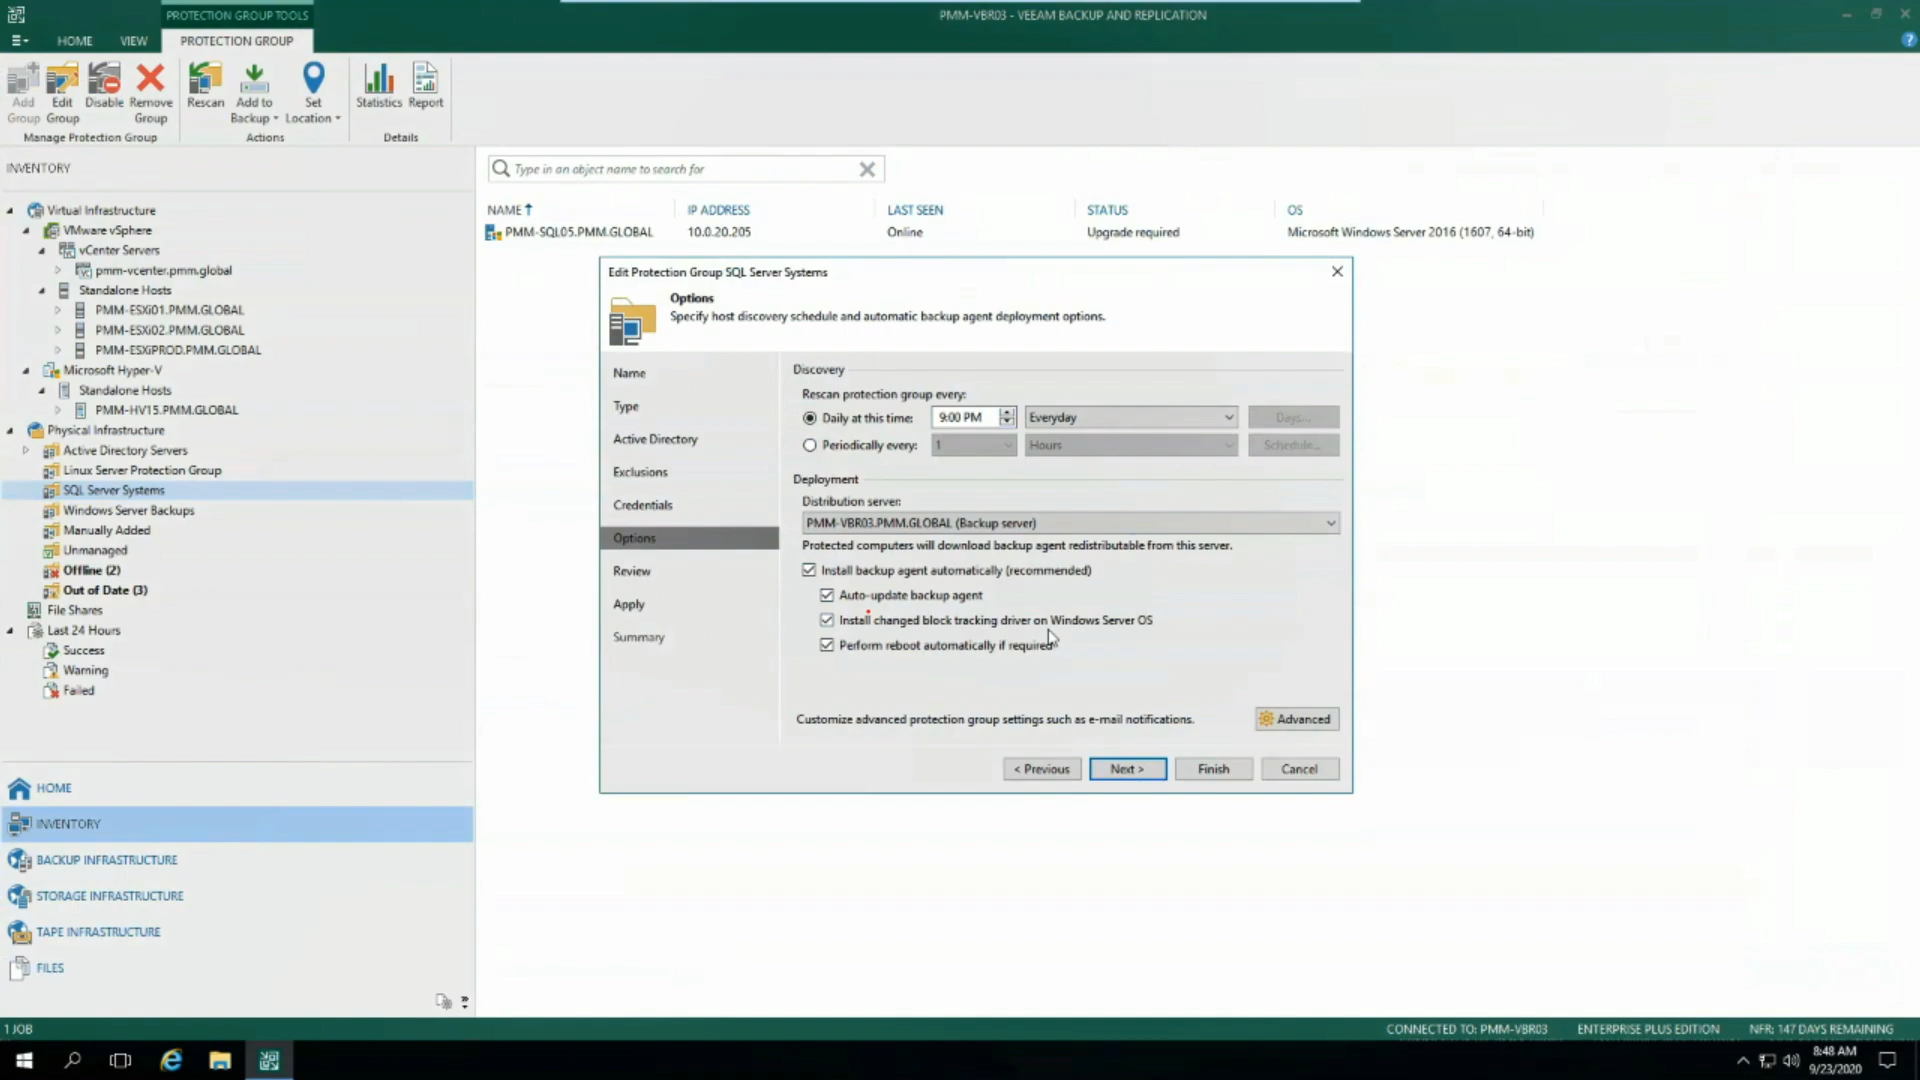 PROTECTION GROUP TOOLS
PMM-VBR03 - VEEAM BACKUP AND REPLICATION
HOME
VIEW
PROTECTION GROUP
Add Group
Edit Group
Disable
Remove Group
Rescan
Add to Backup
Set Location
Statistics
Report
Manage Protection Group
Actions
Details
INVENTORY
Type in an object name to search for
NAME
IP ADDRESS
LAST SEEN
STATUS
OS
PMM-SQL05.PMM.GLOBAL
10.0.20.205
Online
Upgrade required
Microsoft Windows Server 2016 (1607, 64-bit)
Virtual Infrastructure
VMware vSphere
vCenter Servers
pmm-vcenter.pmm.global
Standalone Hosts
PMM-ESXi01.PMM.GLOBAL
PMM-ESXi02.PMM.GLOBAL
PMM-ESXiPROD.PMM.GLOBAL
Microsoft Hyper-V
Standalone Hosts
PMM-HV15.PMM.GLOBAL
Physical Infrastructure
Active Directory Servers
Linux Server Protection Group
SQL Server Systems
Windows Server Backups
Manually Added
Unmanaged
Offline (2)
Out of Date (3)
File Shares
Last 24 Hours
Success
Warning
Failed
Edit Protection Group SQL Server Systems
Options
Specify host discovery schedule and automatic backup agent deployment options.
Name
Type
Active Directory
Exclusions
Credentials
Options
Review
Apply
Summary
Discovery
Rescan protection group every:
Daily at this time:
9:00 PM
Everyday
Days...
Periodically every:
1
Hours
Schedule...
Deployment
Distribution server:
PMM-VBR03.PMM.GLOBAL (Backup server)
Protected computers will download backup agent redistributable from this server.
Install backup agent automatically (recommended)
Auto-update backup agent
Install changed block tracking driver on Windows Server OS
Perform reboot automatically if required
Customize advanced protection group settings such as e-mail notifications.
Advanced
< Previous
Next >
Finish
Cancel
HOME
INVENTORY
BACKUP INFRASTRUCTURE
STORAGE INFRASTRUCTURE
TAPE INFRASTRUCTURE
FILES
1 JOB
CONNECTED TO: PMM-VBR03
ENTERPRISE PLUS EDITION
NFR: 147 DAYS REMAINING
8:48 AM
9/23/2020